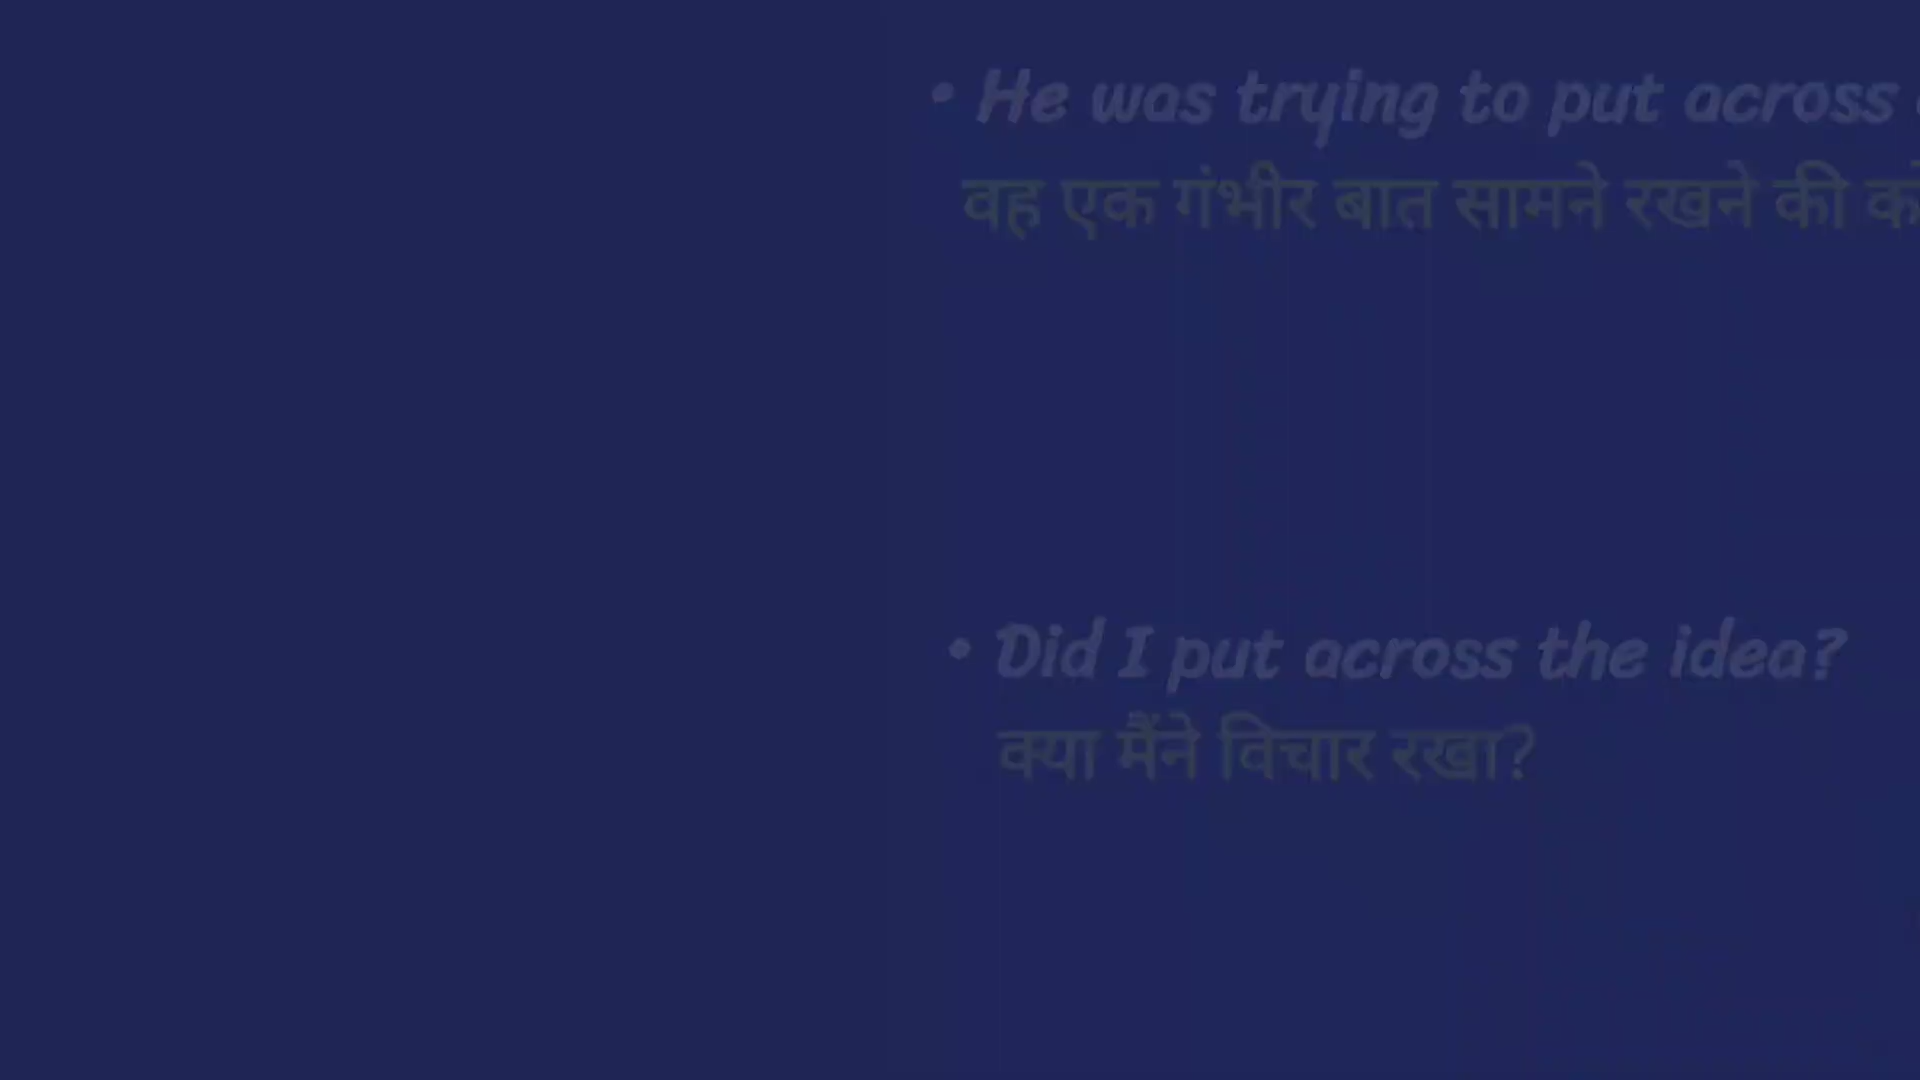 • He was trying to put across
वह एक गंभीर बात सामने रखने की
• Did I put across the idea?
क्या मैंने विचार रखा?